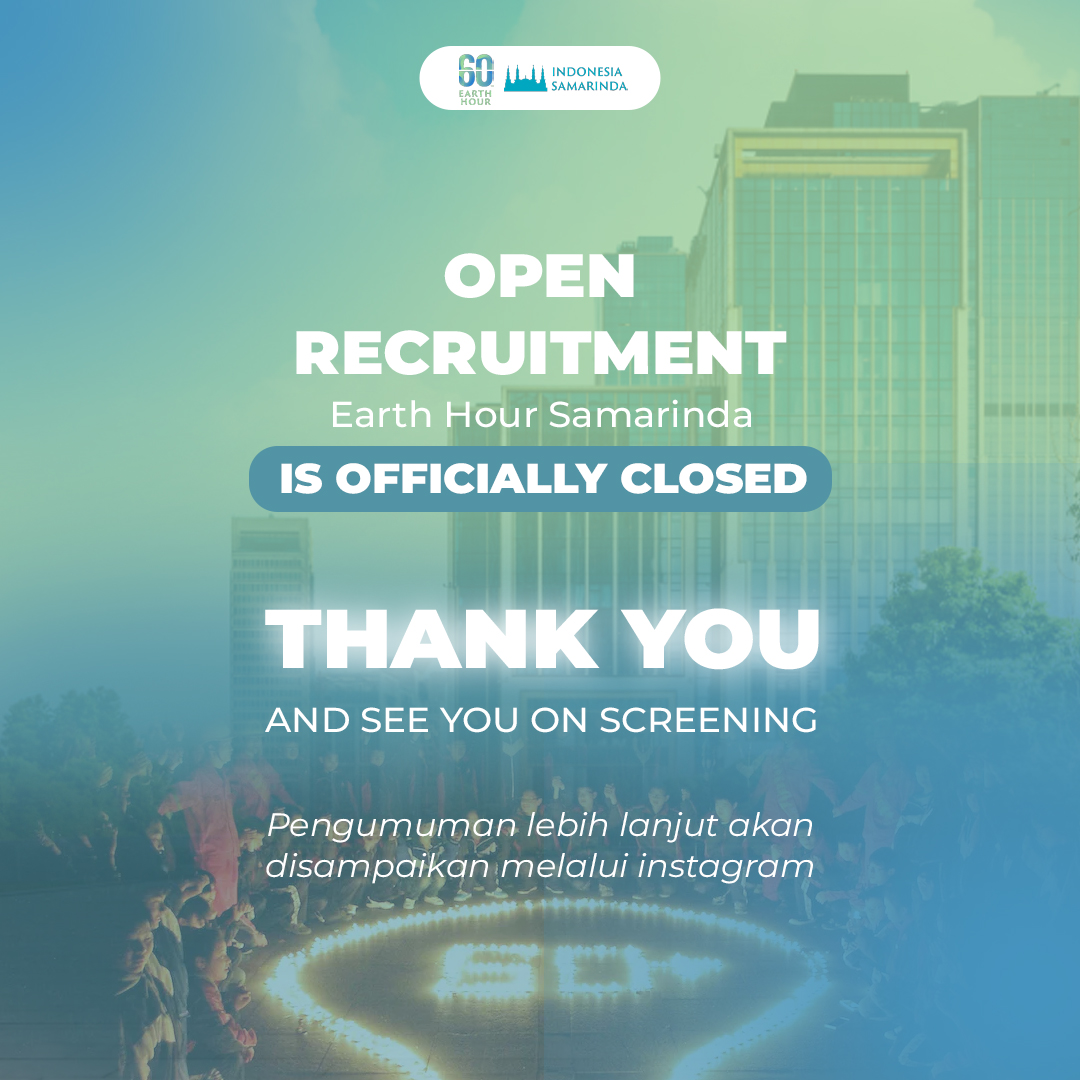 60
EARTH
HOUR
INDONESIA
SAMARINDA
OPEN
RECRUITMENT
Earth Hour Samarinda
IS OFFICIALLY CLOSED
THANK YOU
AND SEE YOU ON SCREENING
Pengumuman lebih lanjut akan
disampaikan melalui instagram
60+